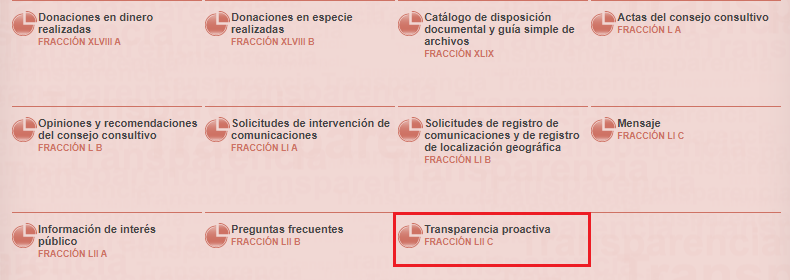 Donaciones en dinero
realizadas
FRACCIÓN XLVIII A
Donaciones en especie
realizadas
FRACCIÓN XLVIII B
Catálogo de disposición
documental y guía simple de
archivos
FRACCIÓN XLIX
Actas del consejo consultivo
FRACCIÓN L A
Opiniones y recomendaciones
del consejo consultivo
FRACCIÓN L B
Solicitudes de intervención de
comunicaciones
FRACCIÓN LI A
Solicitudes de registro de
comunicaciones y de registro
de localización geográfica
FRACCIÓN LI B
Mensaje
FRACCIÓN LI C
Información de interés
público
FRACCIÓN LII A
Preguntas frecuentes
FRACCIÓN LII B
Transparencia proactiva
FRACCIÓN LII C